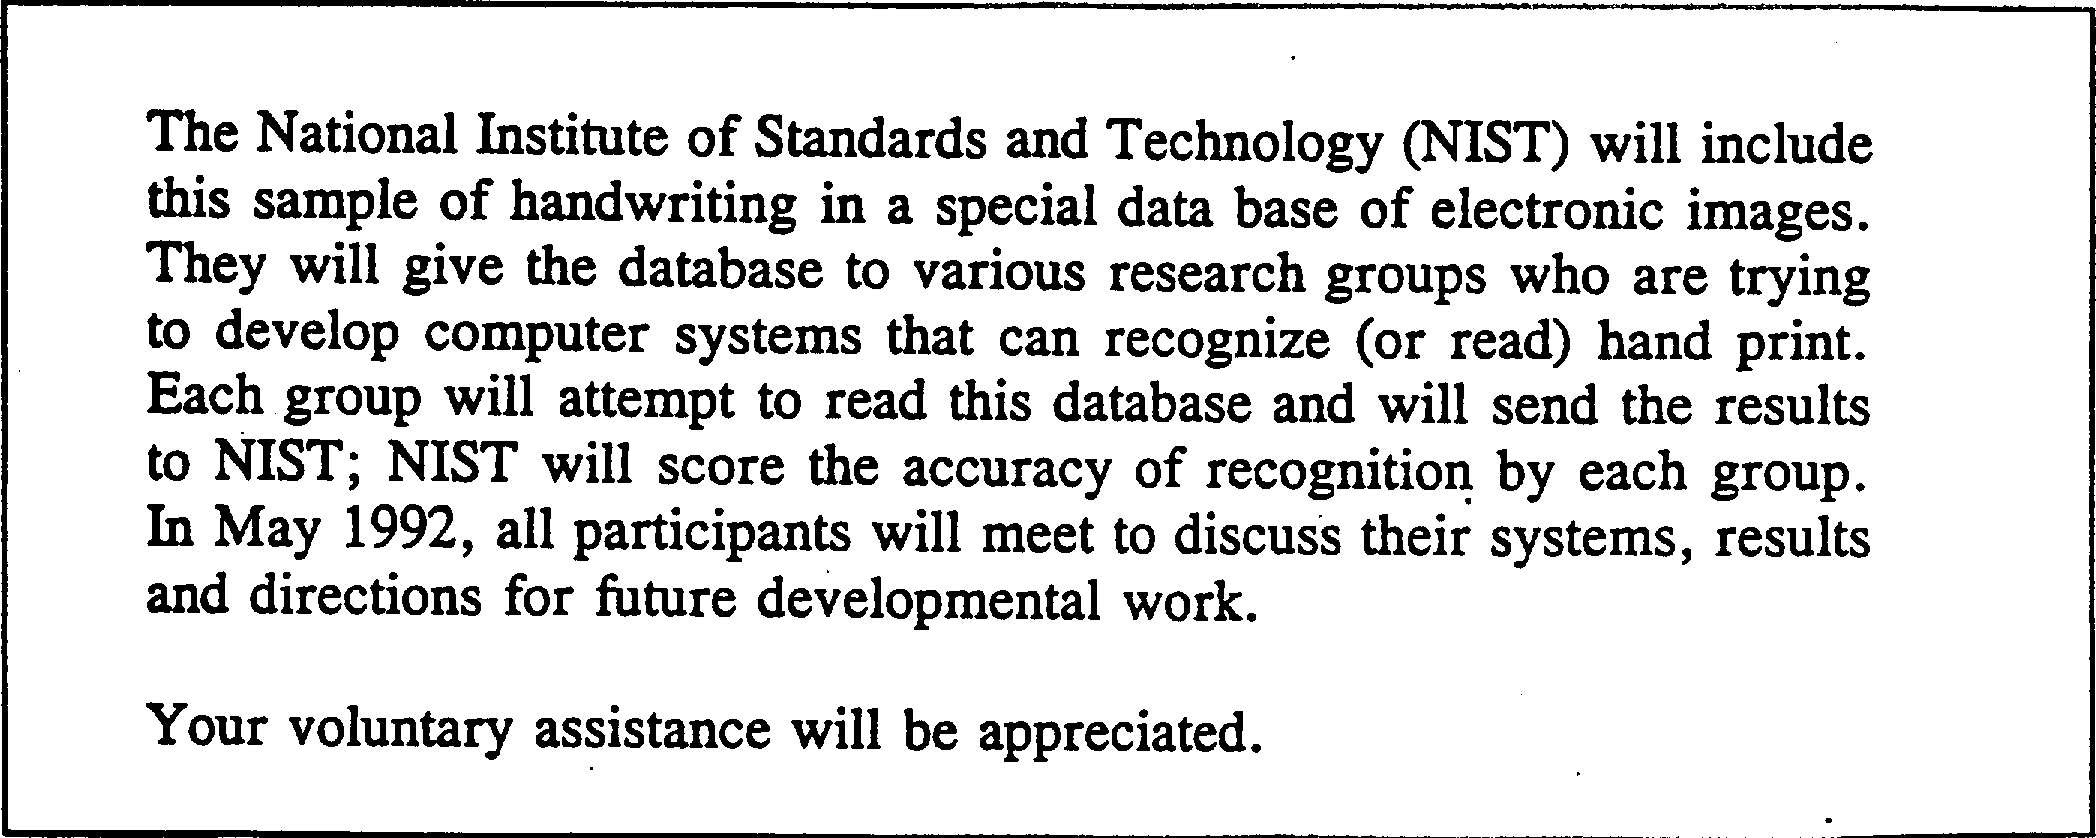 The National Institute of Standards and Technology (NIST) will include
this sample of handwriting in a special data base of electronic images.
They will give the database to various research groups who are trying
to develop computer systems that can recognize (or read) hand print.
Each group will attempt to read this database and will send the results
to NIST; NIST will score the accuracy of recognition by each group.
In May 1992, all participants will meet to discuss their systems, results
and directions for future developmental work.
Your voluntary assistance will be appreciated.